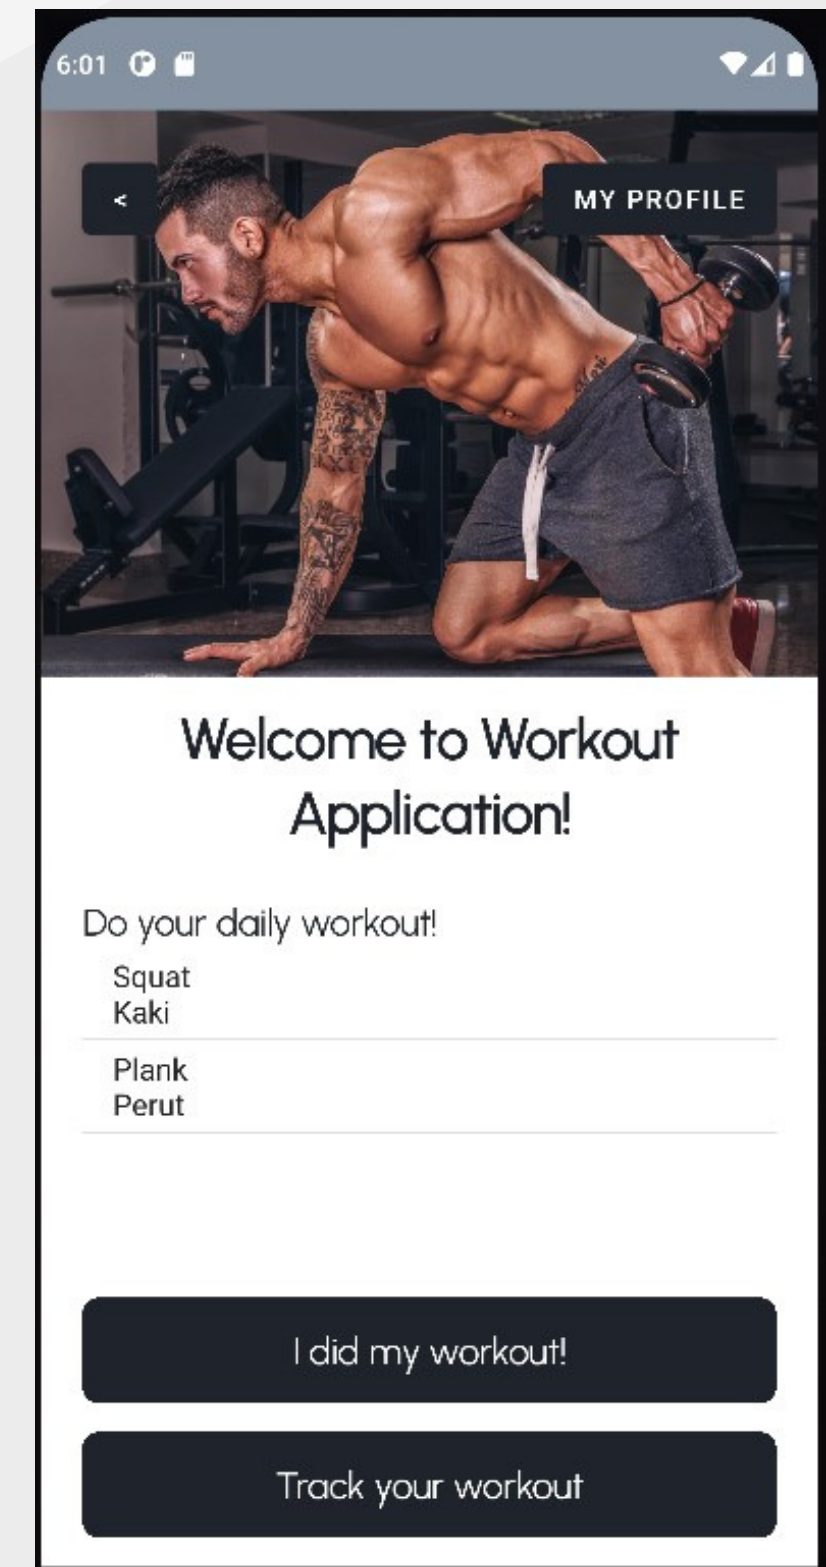 6:01
<
MY PROFILE
Welcome to Workout
Application!
Do your daily workout!
Squat
Kaki
Plank
Perut
I did my workout!
Track your workout